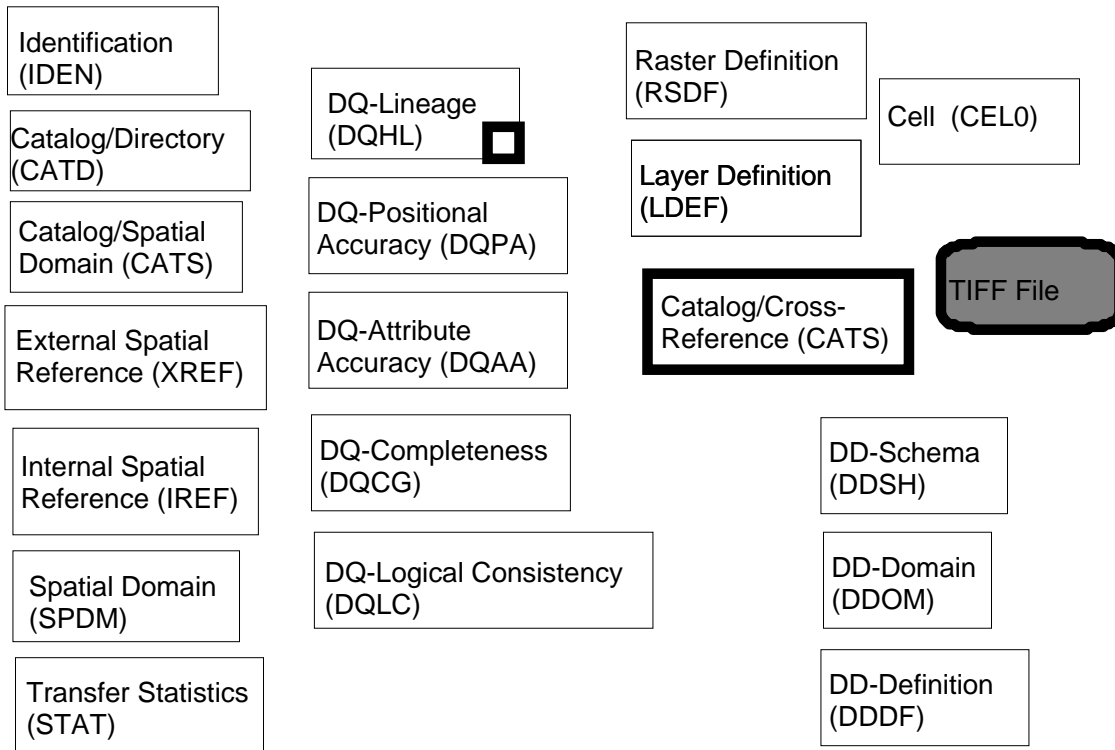 Identification
(IDEN)
Catalog/Directory
(CATD)
Catalog/Spatial
Domain (CATS)
External Spatial
Reference (XREF)
Internal Spatial
Reference (IREF)
Spatial Domain
(SPDM)
Transfer Statistics
(STAT)
DQ-Lineage
(DQHL)
DQ-Positional
Accuracy (DQPA)
DQ-Attribute
Accuracy (DQAA)
DQ-Completeness
(DQCG)
DQ-Logical Consistency
(DQLC)
Raster Definition
(RSDF)
Layer Definition
(LDEF)
Catalog/Cross-
Reference (CATS)
Cell (CEL0)
TIFF File
DD-Schema
(DDSH)
DD-Domain
(DDOM)
DD-Definition
(DDDF)